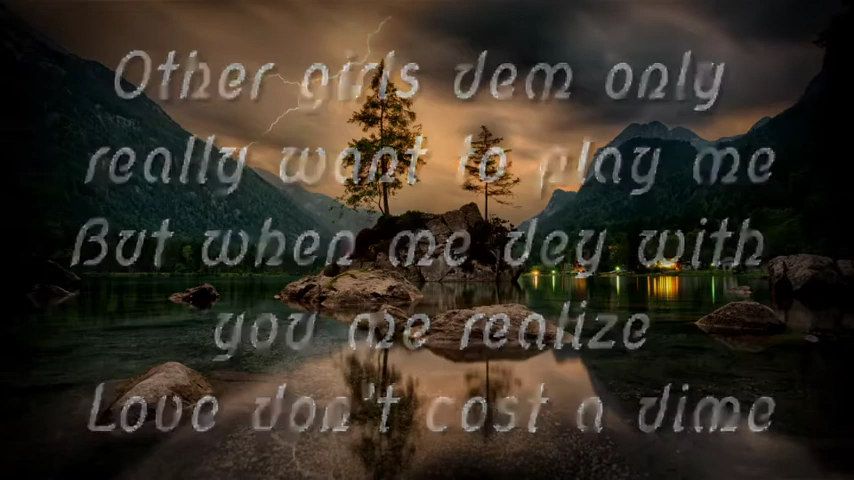 Other girls dem only
really want to play me
But when me dey with
you me realize
Love don't cost a dime